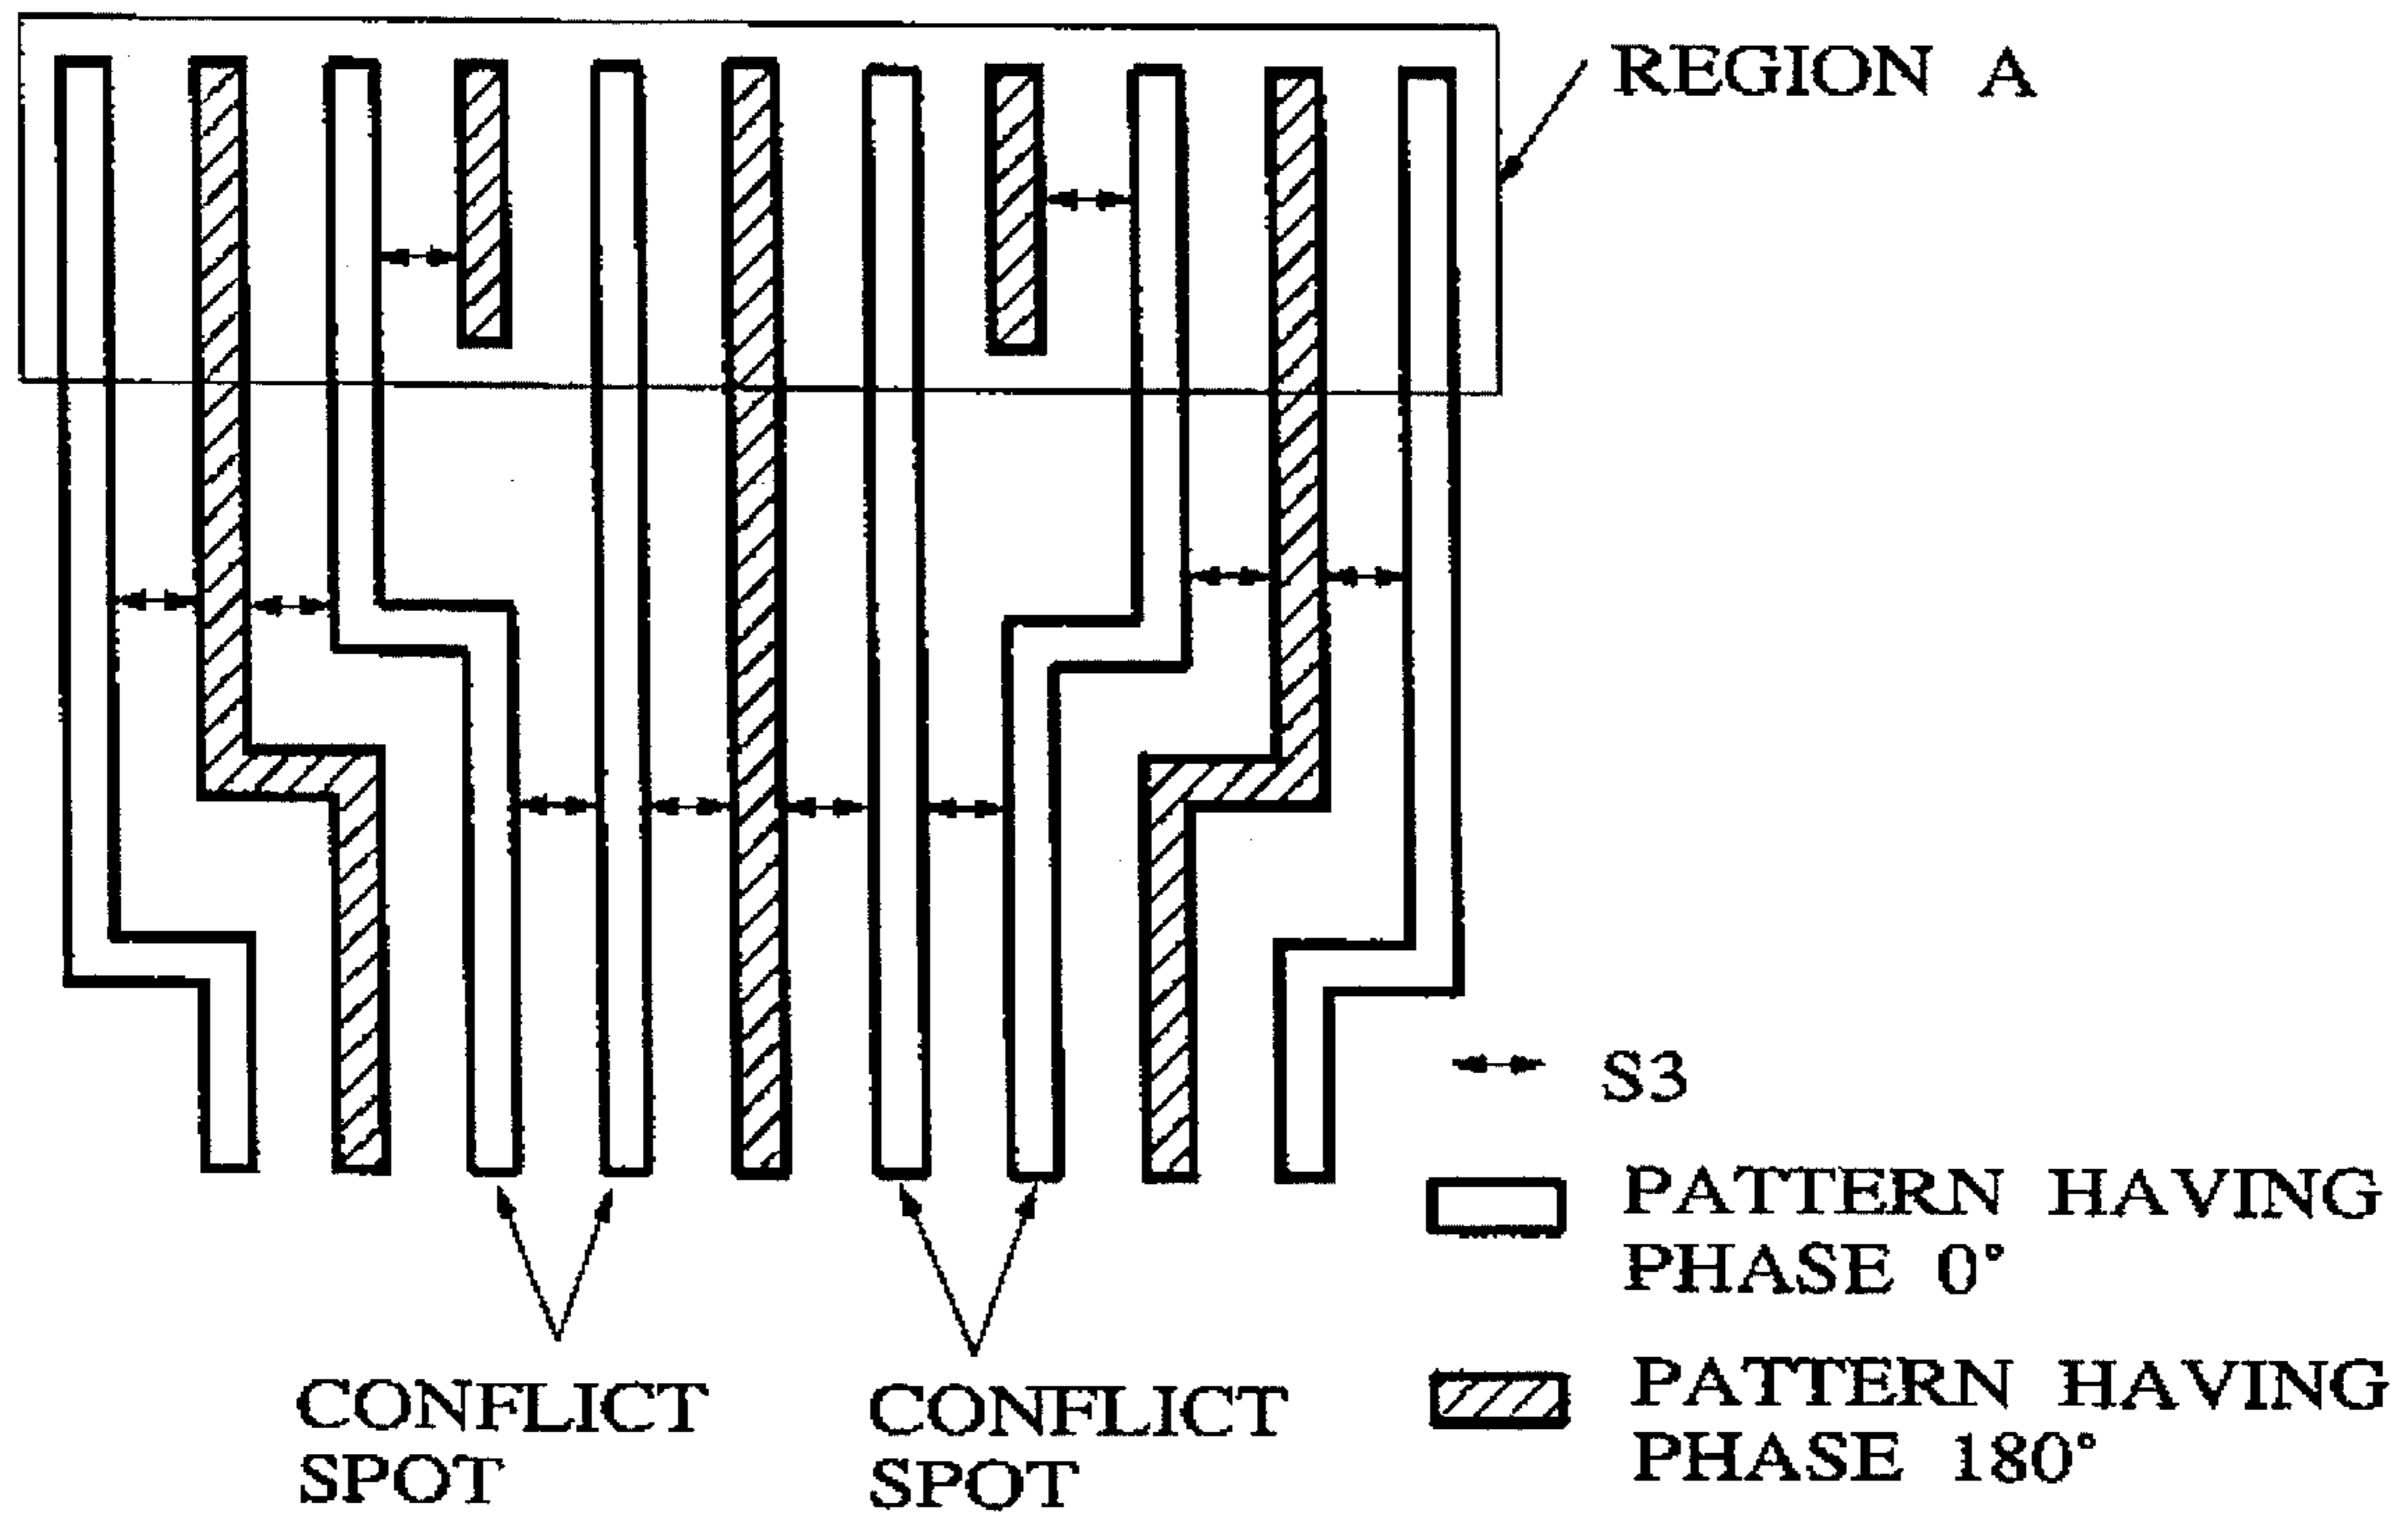 REGION A
S3
PATTERN HAVING
PHASE 0°
PATTERN HAVING
PHASE 180°
CONFLICT
SPOT
CONFLICT
SPOT